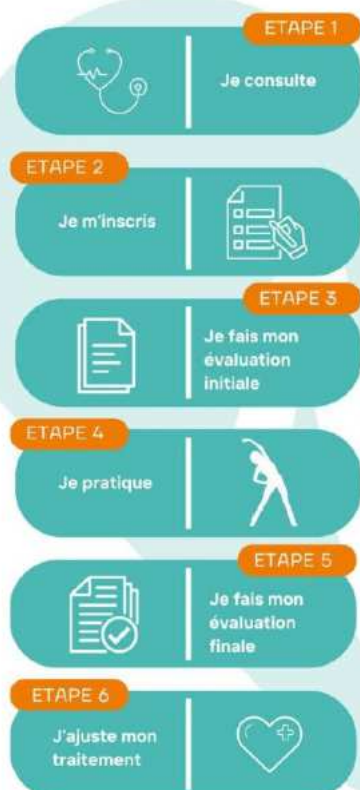 ETAPE 1
Je consulte
ETAPE 2
Je m'inscris
ETAPE 3
Je fais mon
évaluation
initiale
ETAPE 4
Je pratique
ETAPE 5
Je fais mon
évaluation
finale
ETAPE 6
J'ajuste mon
traitement